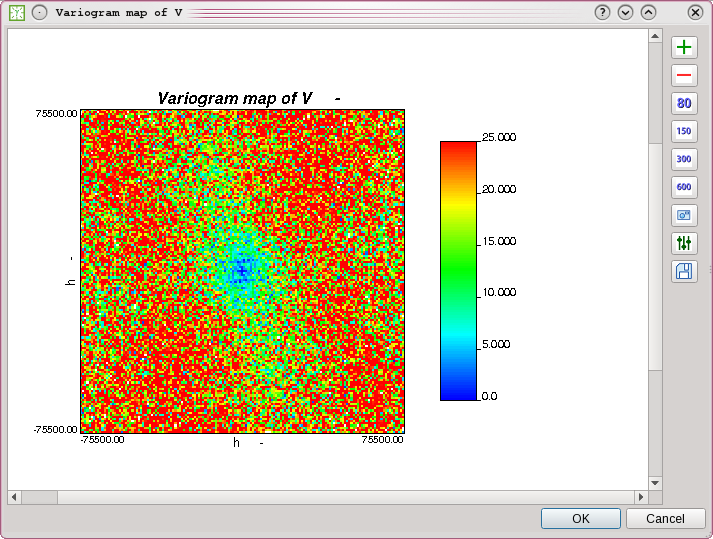 Variogram map of V
Variogram map of V -
75500.00
h -
-75500.00
-75500.00
75500.00
h -
25.000
20.000
15.000
10.000
5.000
0.0
80
150
300
600
OK
Cancel